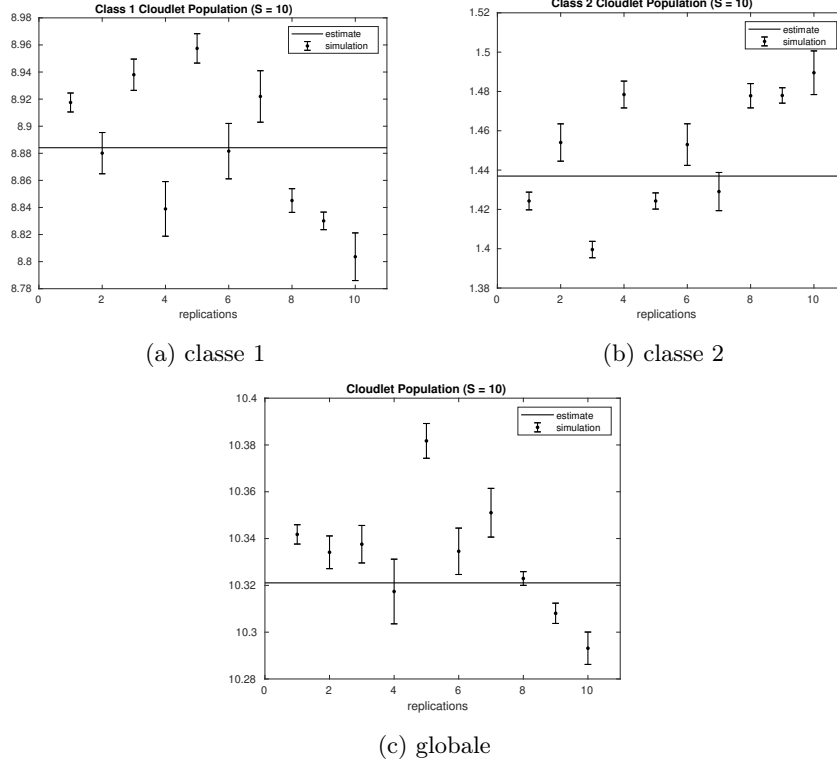 Class 1 Cloudlet Population (S = 10)
8.98
8.96
8.94
8.92
8.9
8.88
8.86
8.84
8.82
8.8
8.78
0 2 4 6 8 10
replications
estimate
simulation
(a) classe 1
Class 2 Cloudlet Population (S = 10)
1.52
1.5
1.48
1.46
1.44
1.42
1.4
1.38
0 2 4 6 8 10
replications
estimate
simulation
(b) classe 2
Cloudlet Population (S = 10)
10.4
10.38
10.36
10.34
10.32
10.3
10.28
0 2 4 6 8 10
replications
estimate
simulation
(c) globale